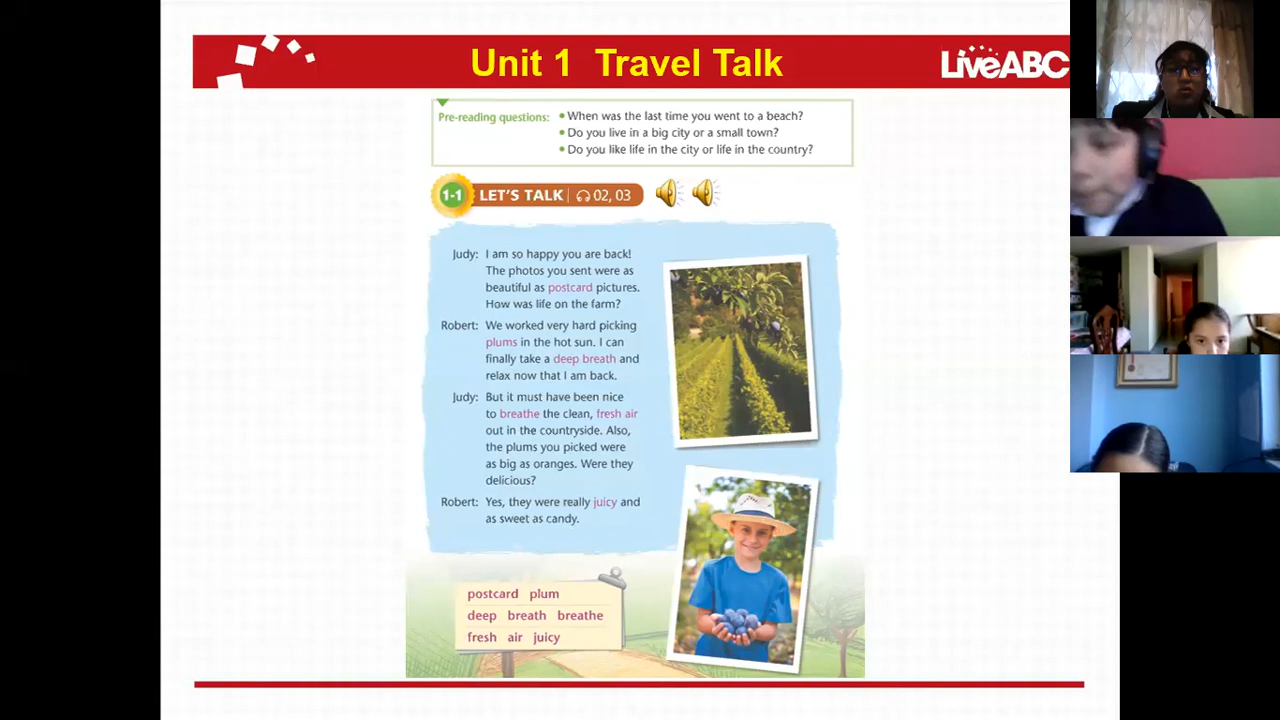 Unit 1 Travel Talk
LiveABC
Pre-reading questions: • When was the last time you went to a beach?
• Do you live in a big city or a small town?
• Do you like life in the city or life in the country?
1-1 LET'S TALK | 02, 03
Judy: I am so happy you are back!
The photos you sent were as
beautiful as postcard pictures.
How was life on the farm?
Robert: We worked very hard picking
plums in the hot sun. I can
finally take a deep breath and
relax now that I am back.
Judy: But it must have been nice
to breathe the clean, fresh air
out in the countryside. Also,
the plums you picked were
as big as oranges. Were they
delicious?
Robert: Yes, they were really juicy and
as sweet as candy.
postcard plum
deep breath breathe
fresh air juicy